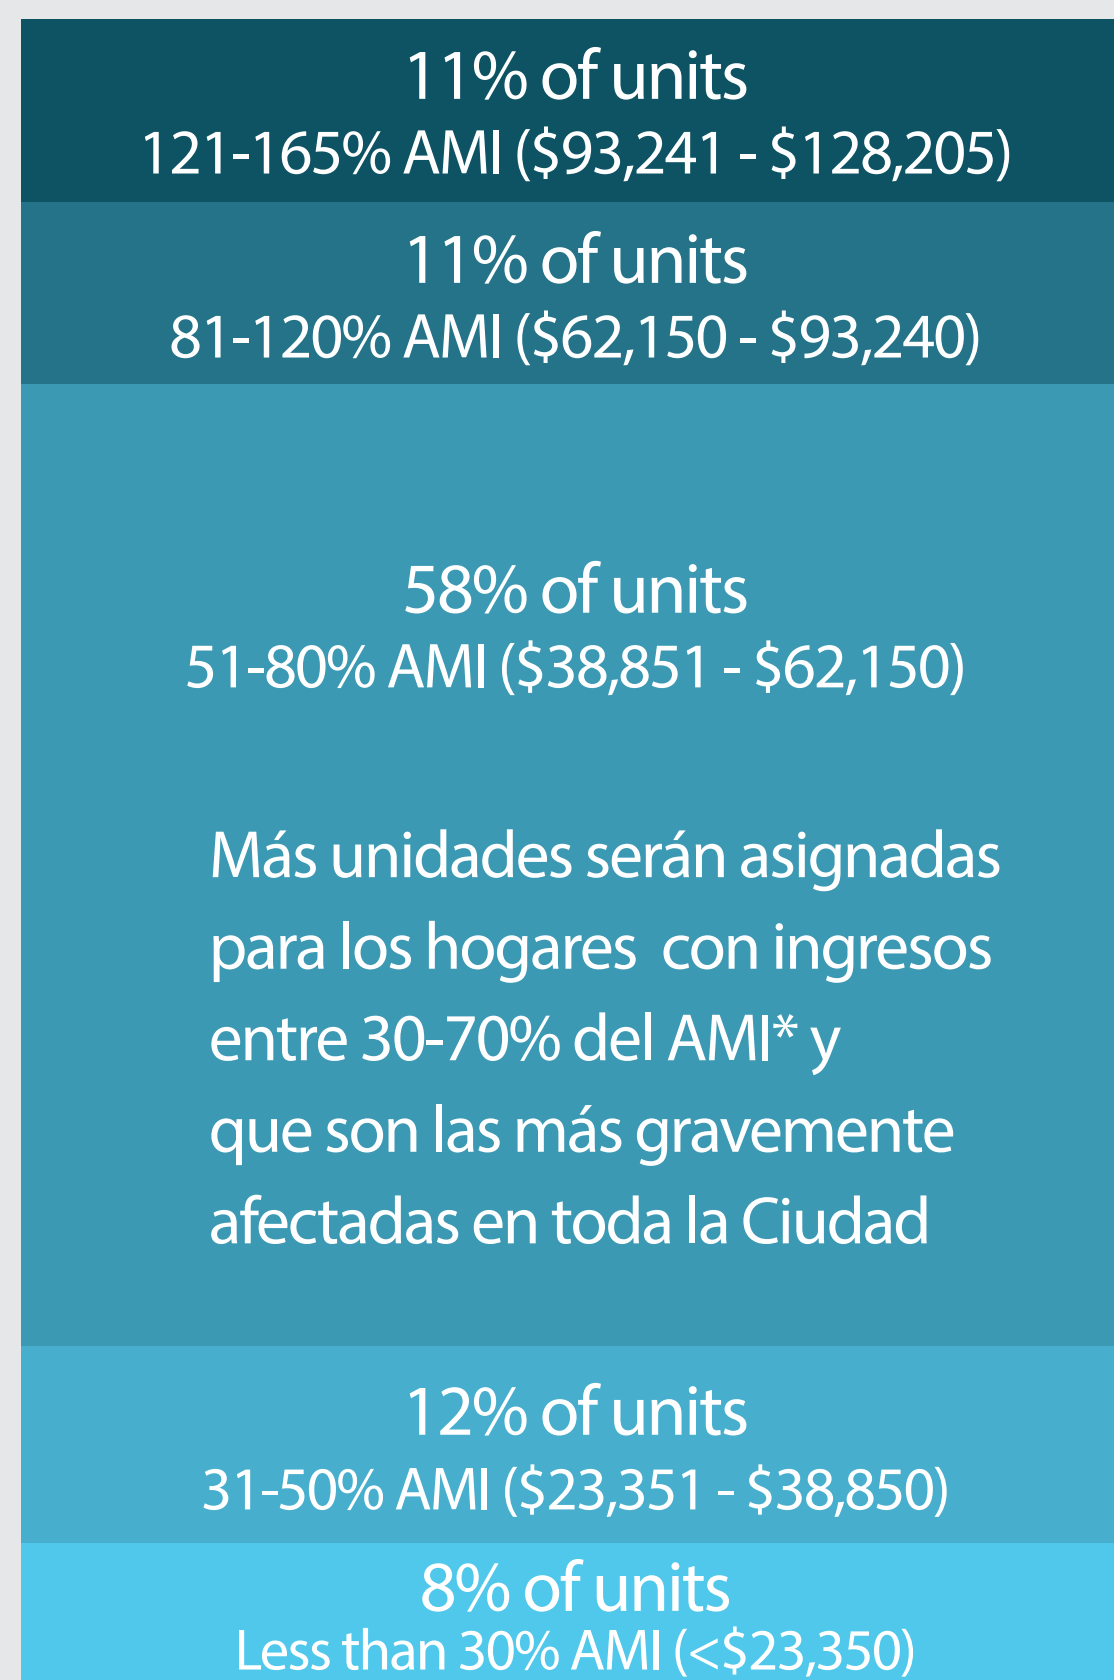 11% of units
121-165% AMI ($93,241 - $128,205)
11% of units
81-120% AMI ($62,150 - $93,240)
58% of units
51-80% AMI ($38,851 - $62,150)
Más unidades serán asignadas
para los hogares con ingresos
entre 30-70% del AMI* y
que son las más gravemente
afectadas en toda la Ciudad
12% of units
31-50% AMI ($23,351 - $38,850)
8% of units
Less than 30% AMI (<$23,350)